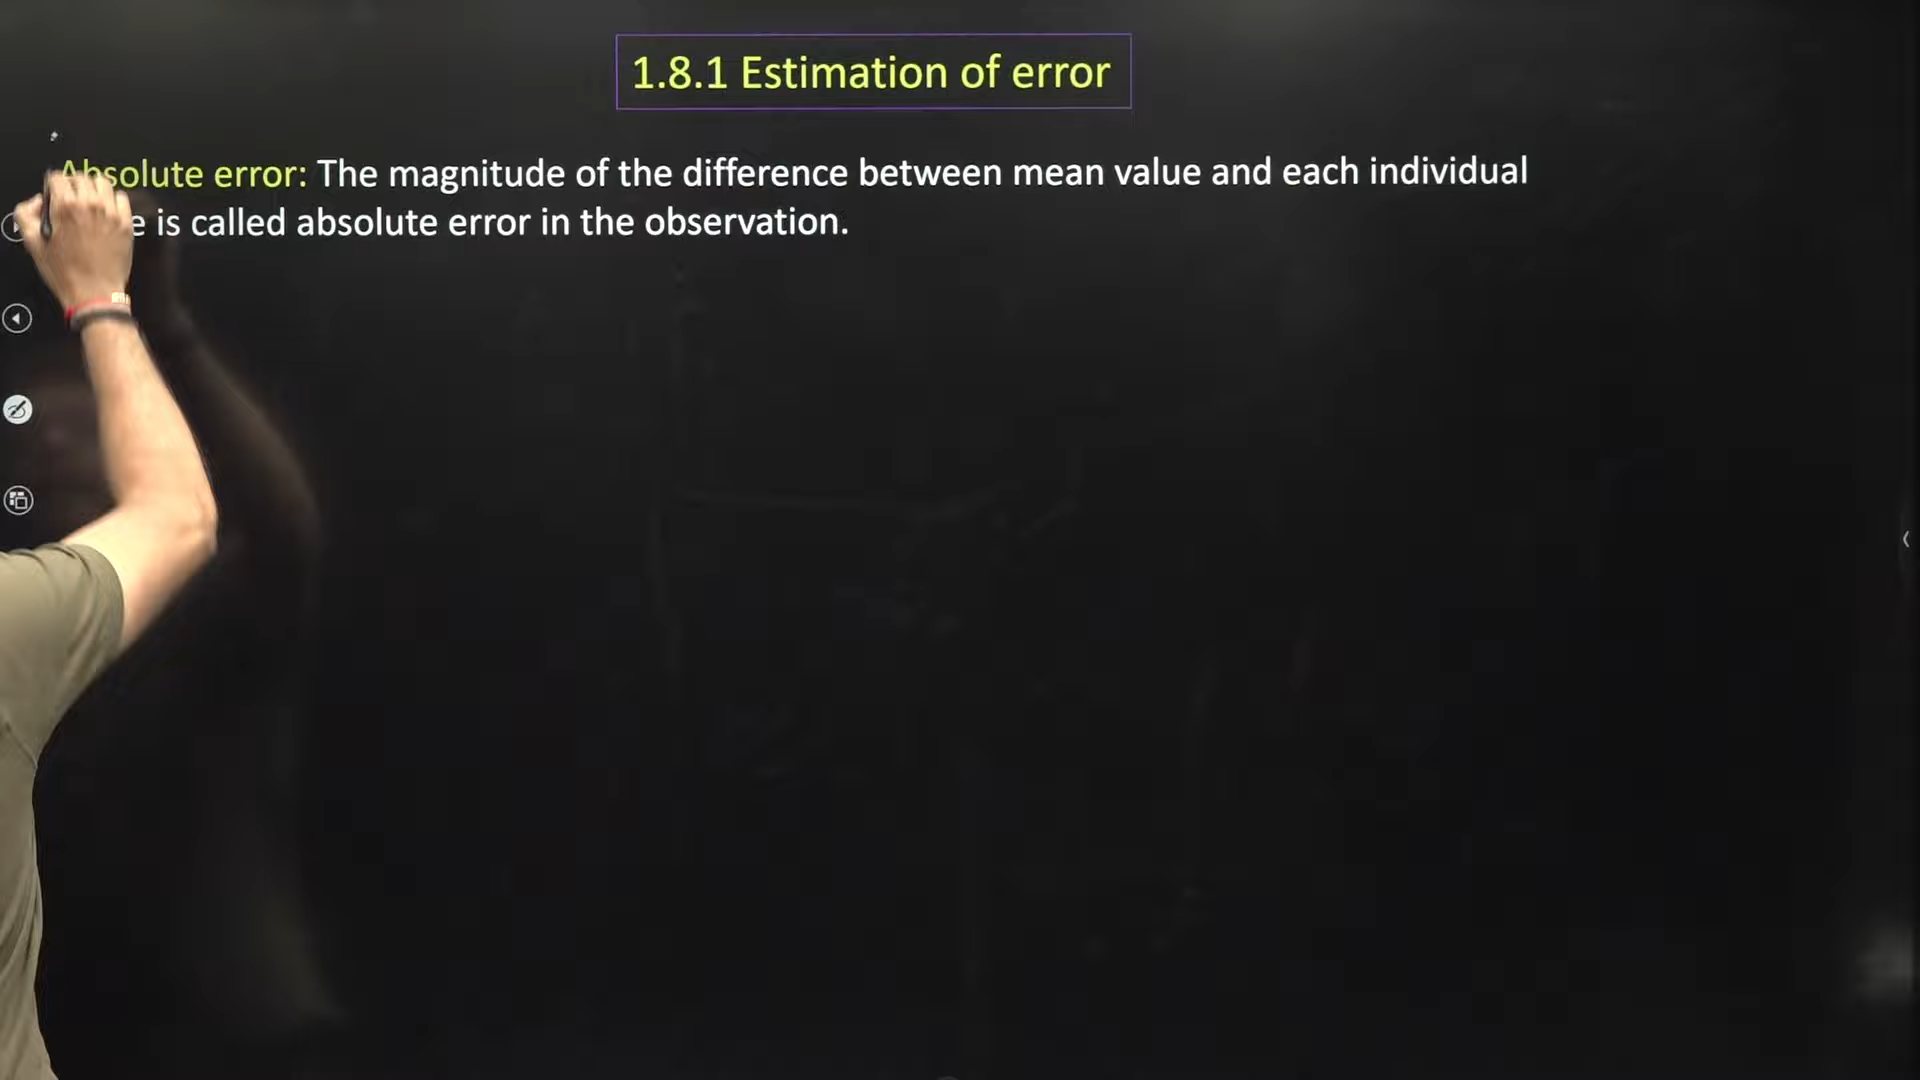 1.8.1 Estimation of error
Absolute error: The magnitude of the difference between mean value and each individual
is called absolute error in the observation.